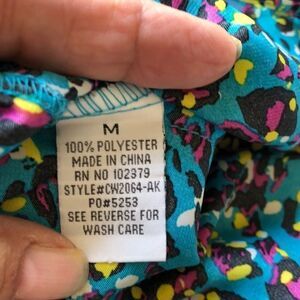 M
100% POLYESTER
MADE IN CHINA
RN NO 102379
STYLE#CW2064-AK
PO#5253
SEE REVERSE FOR
WASH CARE